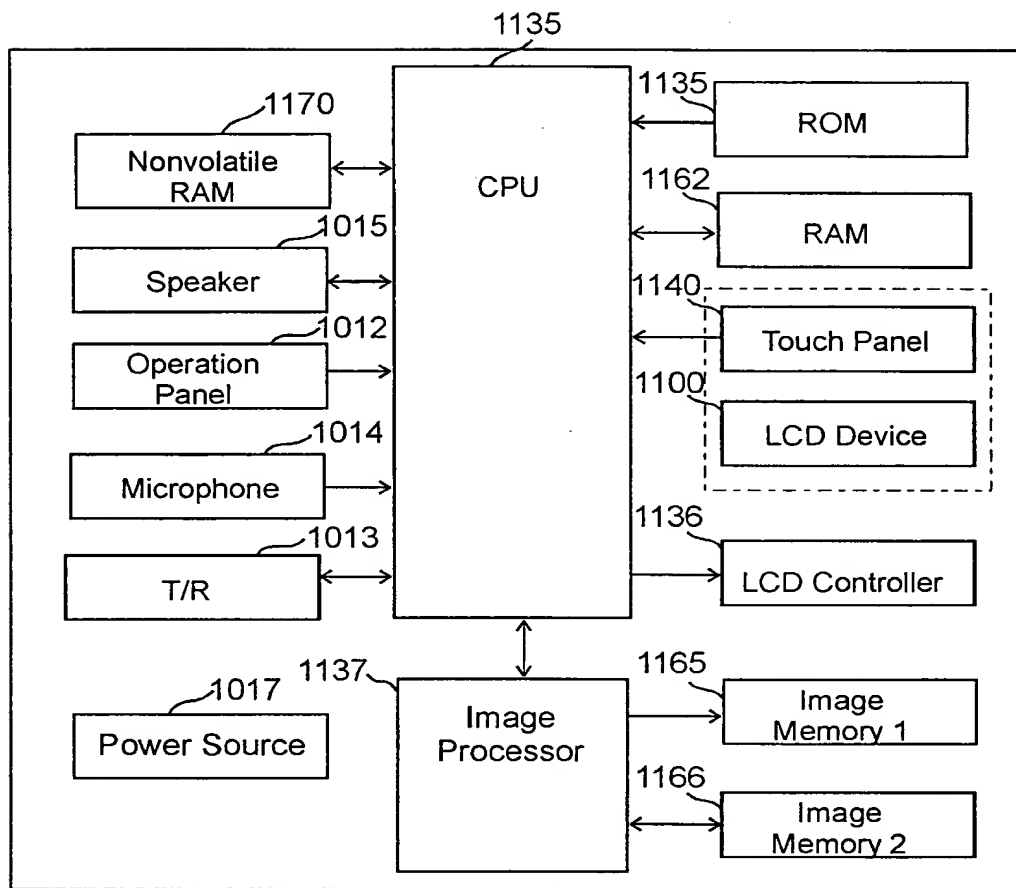 1135
1170
Nonvolatile
RAM
1015
Speaker
1012
Operation
Panel
1014
Microphone
1013
T/R
1017
Power Source
CPU
1137
Image
Processor
1135
ROM
1162
RAM
1140
Touch Panel
1100
LCD Device
1136
LCD Controller
1165
Image
Memory 1
1166
Image
Memory 2